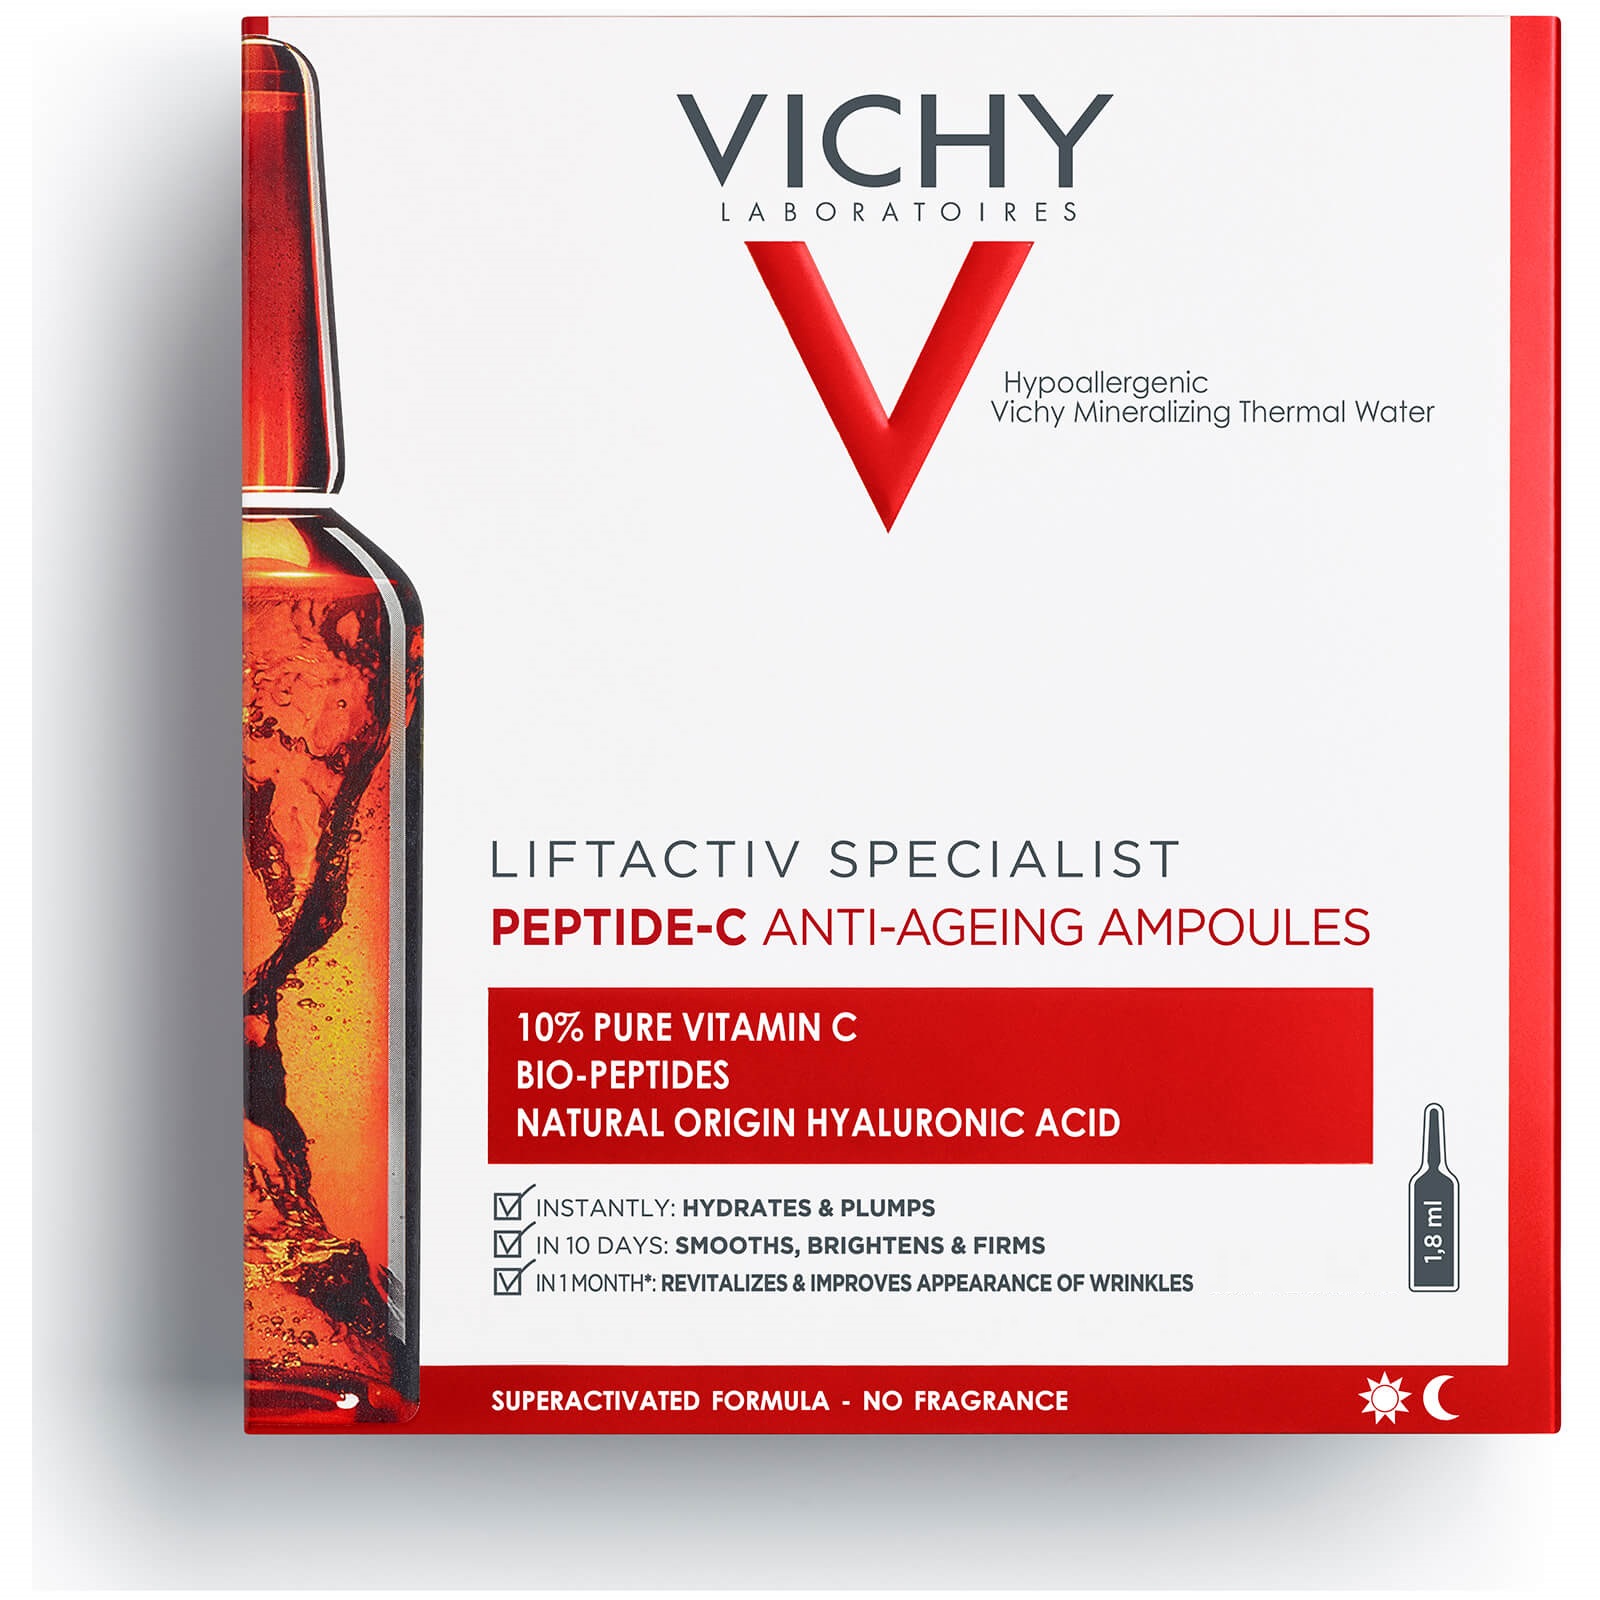 VICHY
LABORATOIRES
Hypoallergenic
Vichy Mineralizing Thermal Water
LIFTACTIV SPECIALIST
PEPTIDE-C ANTI-AGEING AMPOULES
10% PURE VITAMIN C
BIO-PEPTIDES
NATURAL ORIGIN HYALURONIC ACID
INSTANTLY: HYDRATES & PLUMPS
IN 10 DAYS: SMOOTHS, BRIGHTENS & FIRMS
IN 1 MONTH*: REVITALIZES & IMPROVES APPEARANCE OF WRINKLES
1,8 ml
SUPERACTIVATED FORMULA - NO FRAGRANCE